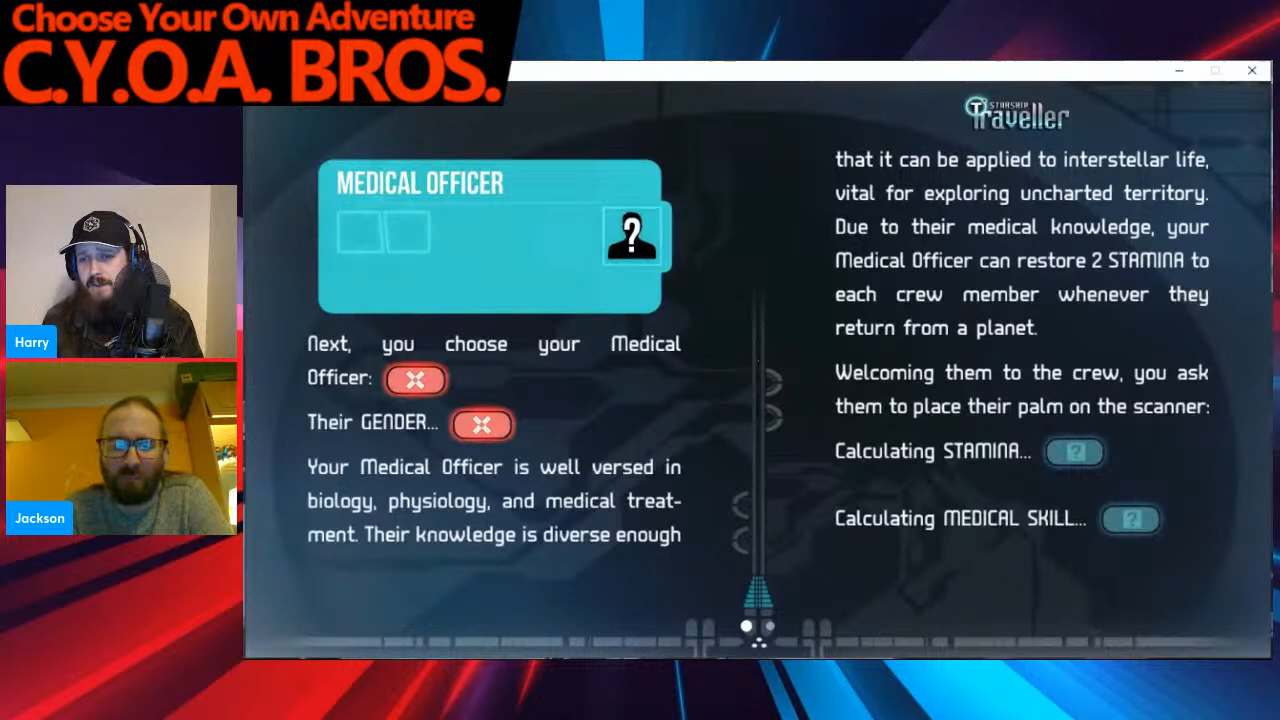 Choose Your Own Adventure
C.Y.O.A. BROS.
STARSHIP
Traveller
MEDICAL OFFICER
?
Next, you choose your Medical
Officer:
Their GENDER...
Your Medical Officer is well versed in
biology, physiology, and medical treat-
ment. Their knowledge is diverse enough
that it can be applied to interstellar life,
vital for exploring uncharted territory.
Due to their medical knowledge, your
Medical Officer can restore 2 STAMINA to
each crew member whenever they
return from a planet.
Welcoming them to the crew, you ask
them to place their palm on the scanner:
Calculating STAMINA... ?
Calculating MEDICAL SKILL... ?
Harry
Jackson